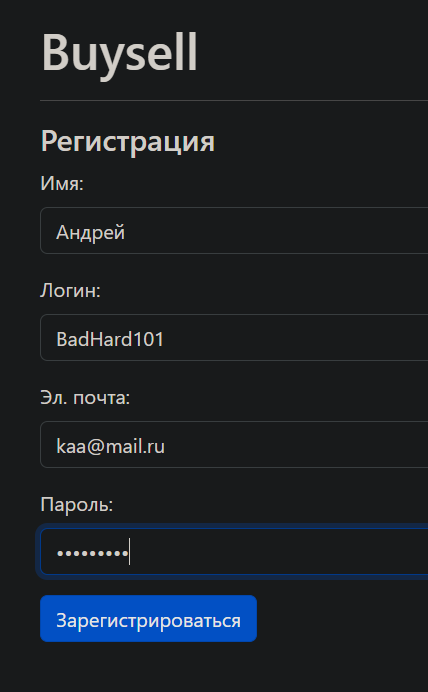 Buysell
Регистрация
Имя:
Андрей
Логин:
BadHard101
Эл. почта:
kaa@mail.ru
Пароль:
•••••••••
Зарегистрироваться